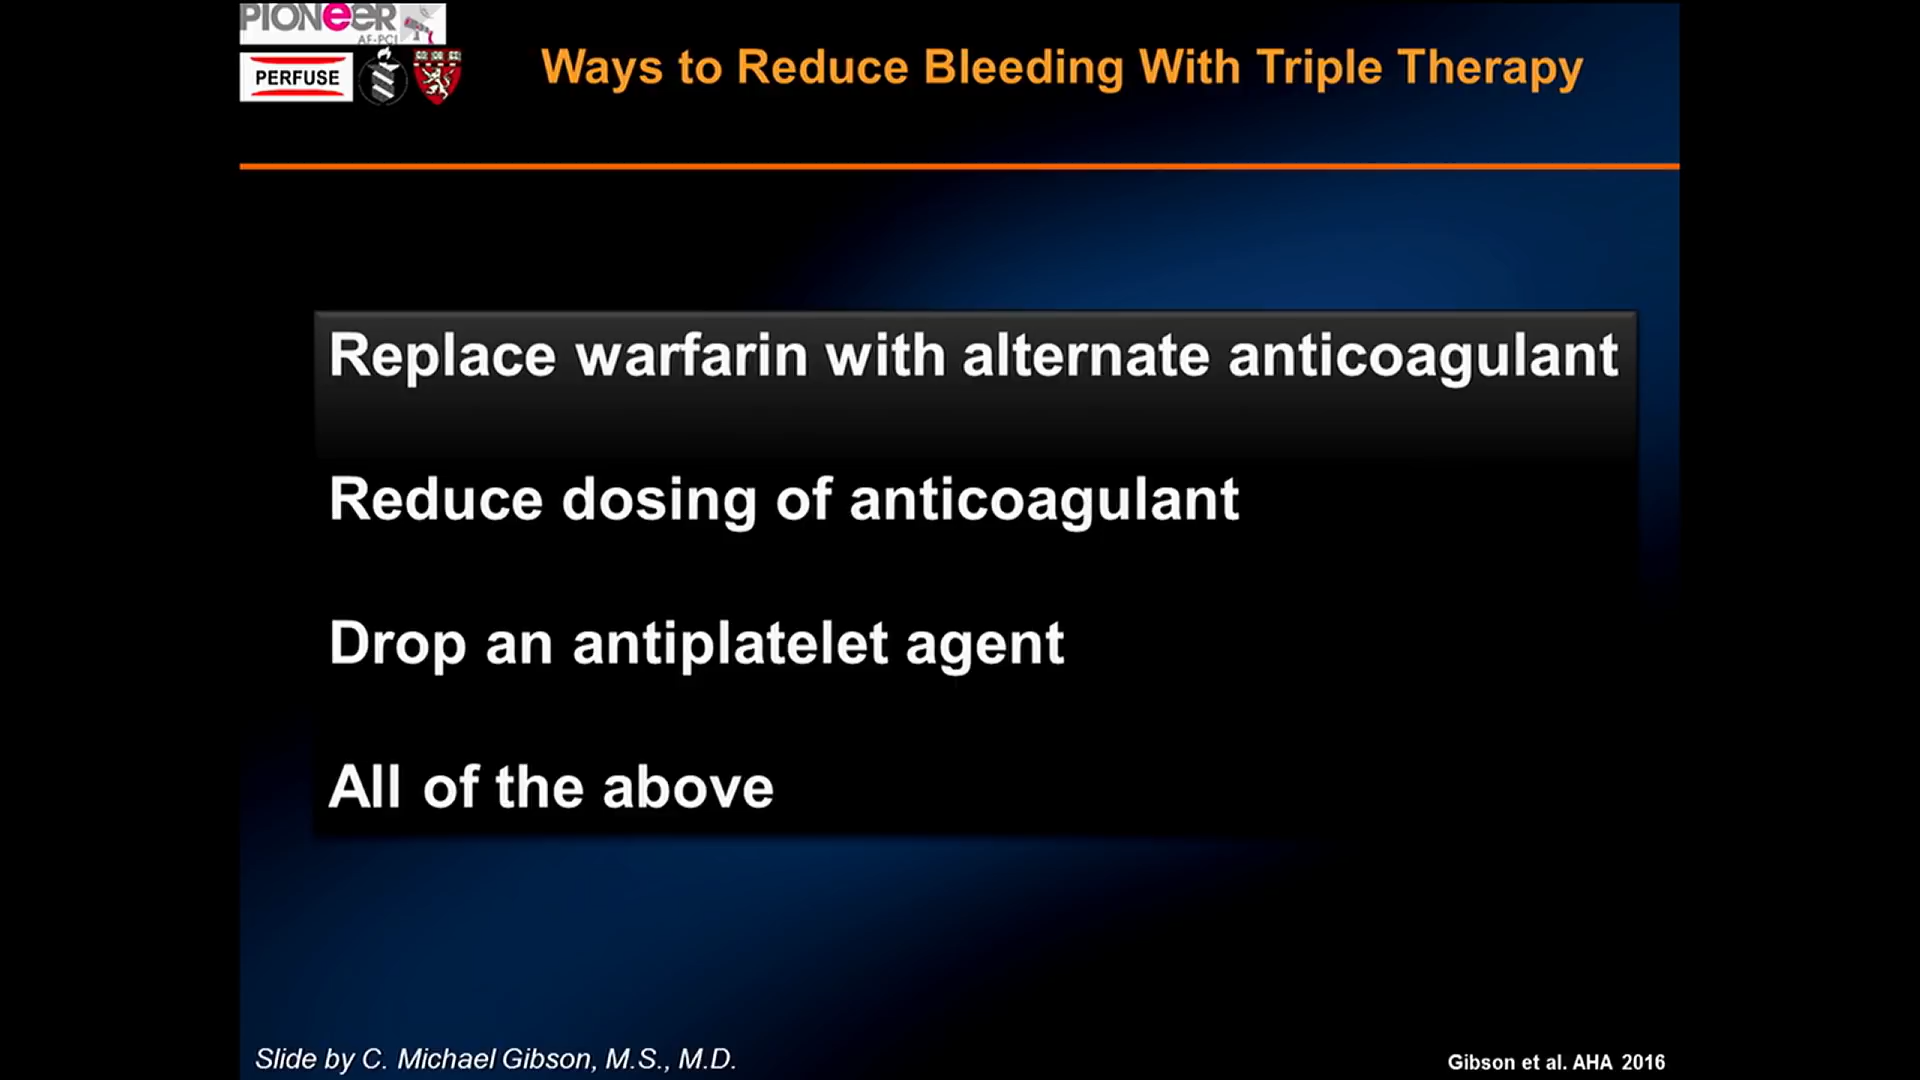 PIONeeR
AF-PCI
PERFUSE
Ways to Reduce Bleeding With Triple Therapy
Replace warfarin with alternate anticoagulant
Reduce dosing of anticoagulant
Drop an antiplatelet agent
All of the above
Slide by C. Michael Gibson, M.S., M.D.
Gibson et al. AHA 2016